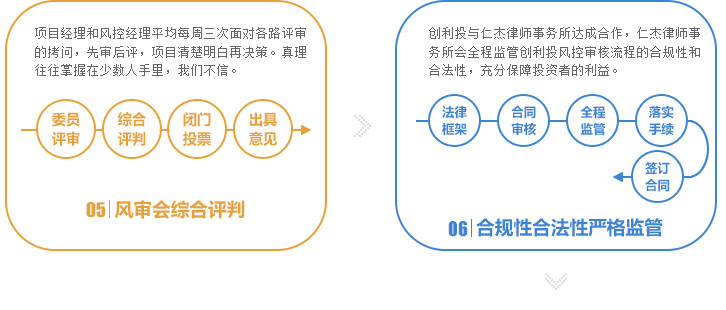 项目经理和风控经理平均每周三次面对各路评审
的拷问，先审后评，项目清楚明白再决策。真理
往往掌握在少数人手里，我们不信。
委员
评审
综合
评判
闭门
投票
出具
意见
05 风审会综合评判
创利投与仁杰律师事务所达成合作，仁杰律师事
务所会全程监管创利投风控审核流程的合规性和
合法性，充分保障投资者的利益。
法律
框架
合同
审核
全程
监管
落实
手续
签订
合同
06 合规性合法性严格监管